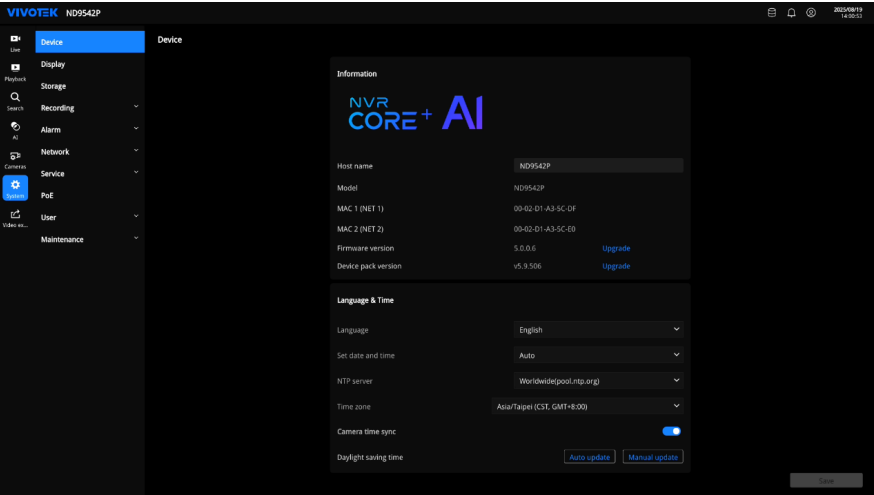 VIVOTEK ND9542P
2025/08/19
14:00:53
Live
Playback
Search
AI
Cameras
System
Video ex...
Device
Display
Storage
Recording
Alarm
Network
Service
PoE
User
Maintenance
Device
Information
NVR
CORE+ AI
Host name ND9542P
Model ND9542P
MAC 1 (NET 1) 00-02-D1-A3-5C-DF
MAC 2 (NET 2) 00-02-D1-A3-5C-E0
Firmware version 5.0.0.6 Upgrade
Device pack version v5.9.506 Upgrade
Language & Time
Language English
Set date and time Auto
NTP server Worldwide(pool.ntp.org)
Time zone Asia/Taipei (CST, GMT+8:00)
Camera time sync
Daylight saving time Auto update Manual update
Save